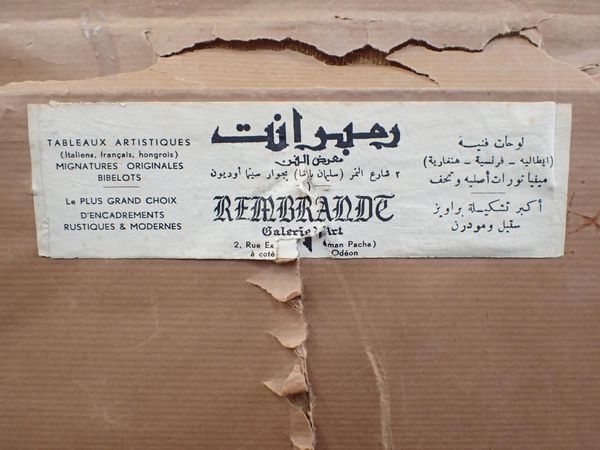 TABLEAUX ARTISTIQUES
(Italiens, français, hongrois)
MIGNATURES ORIGINALES
BIBELOTS
Le PLUS GRAND CHOIX
D'ENCADREMENTS
RUSTIQUES & MODERNES
رمبرانت
معرض الفن
٢ شارع النمر (سليمان باشا) بجوار سينما أوديون
REMBRANDT
Galerie d'Art
2, Rue Ex man Pacha)
à coté Odéon
لوحات فنية
(ايطاليه - فرنسية - هنغارية)
مينياتورات أصليه وتحف
أكبر تشكيلة براويز
ستيل ومودرن